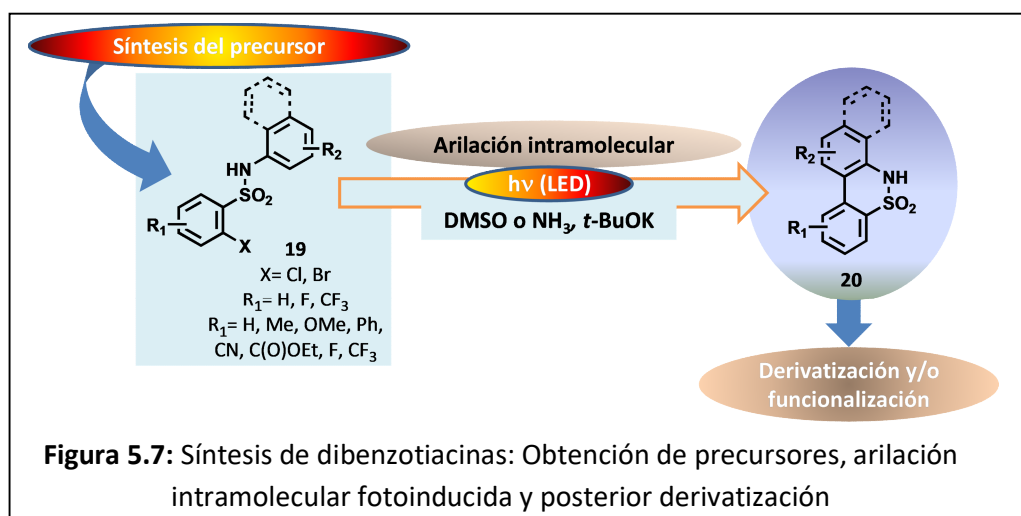 Síntesis del precursor
R2
HN
SO2
R1
X
19
X= Cl, Br
R1= H, F, CF3
R1= H, Me, OMe, Ph,
CN, C(O)OEt, F, CF3
Arilación intramolecular
hν (LED)
DMSO o NH3, t-BuOK
R2
NH
S
O2
R1
20
Derivatización y/o
funcionalización
Figura 5.7: Síntesis de dibenzotiacinas: Obtención de precursores, arilación
intramolecular fotoinducida y posterior derivatización